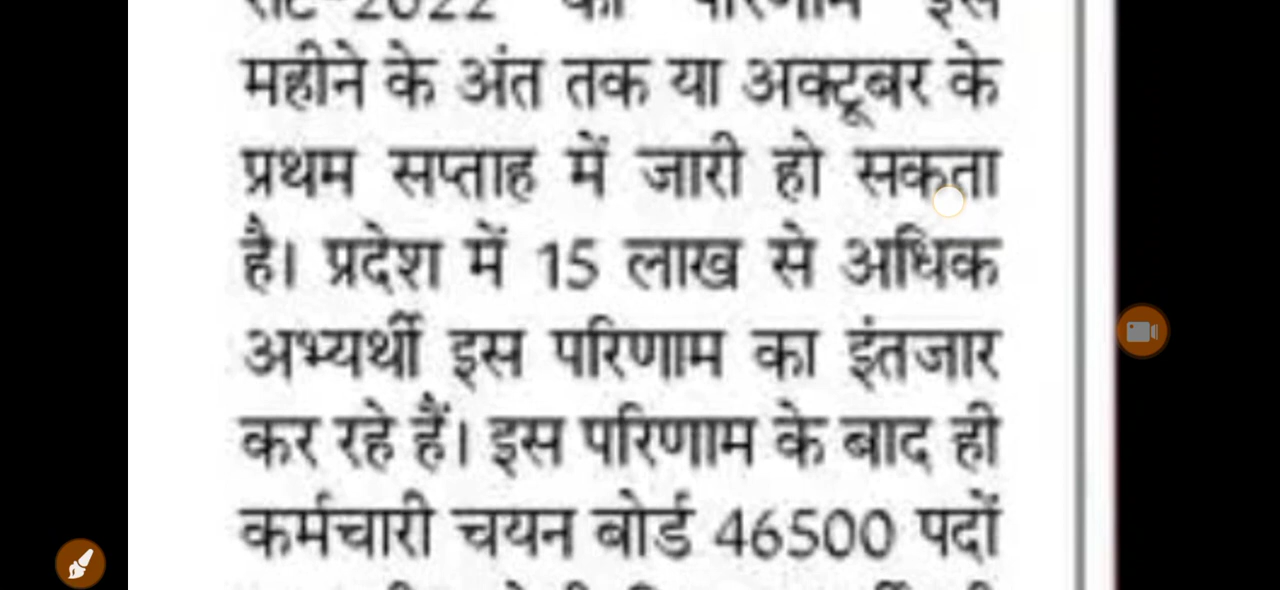 महीने के अंत तक या अक्टूबर के
प्रथम सप्ताह में जारी हो सकता
है। प्रदेश में 15 लाख से अधिक
अभ्यर्थी इस परिणाम का इंतजार
कर रहे हैं। इस परिणाम के बाद ही
कर्मचारी चयन बोर्ड 46500 पदों